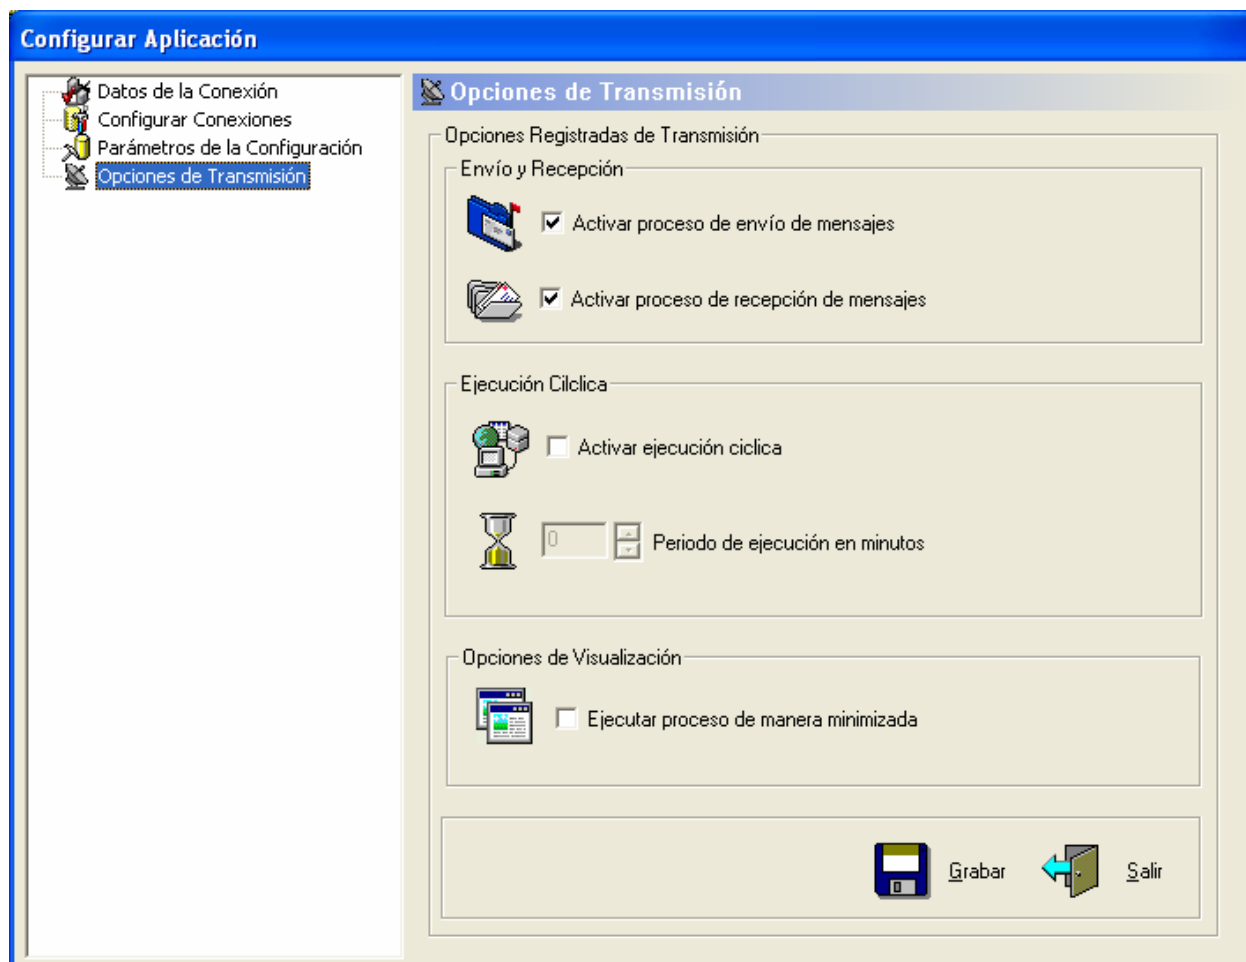 Configurar Aplicación
Datos de la Conexión
Configurar Conexiones
Parámetros de la Configuración
Opciones de Transmisión
Opciones de Transmisión
Opciones Registradas de Transmisión
Envío y Recepción
Activar proceso de envío de mensajes
Activar proceso de recepción de mensajes
Ejecución Cilclica
Activar ejecución ciclica
0 Periodo de ejecución en minutos
Opciones de Visualización
Ejecutar proceso de manera minimizada
Grabar Salir